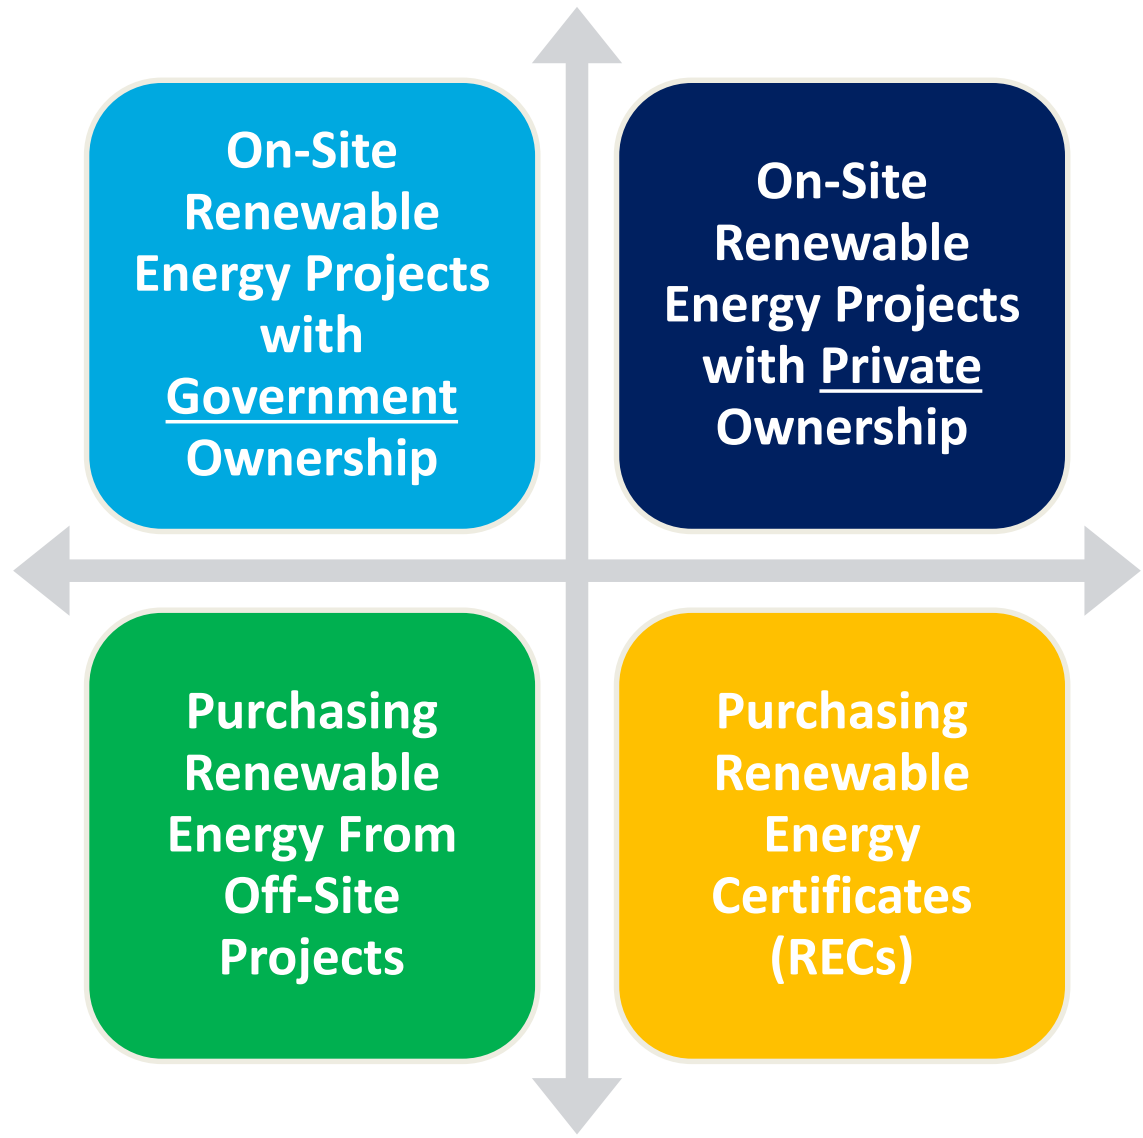 On-Site
Renewable
Energy Projects
with
Government
Ownership
On-Site
Renewable
Energy Projects
with Private
Ownership
Purchasing
Renewable
Energy From
Off-Site
Projects
Purchasing
Renewable
Energy
Certificates
(RECs)